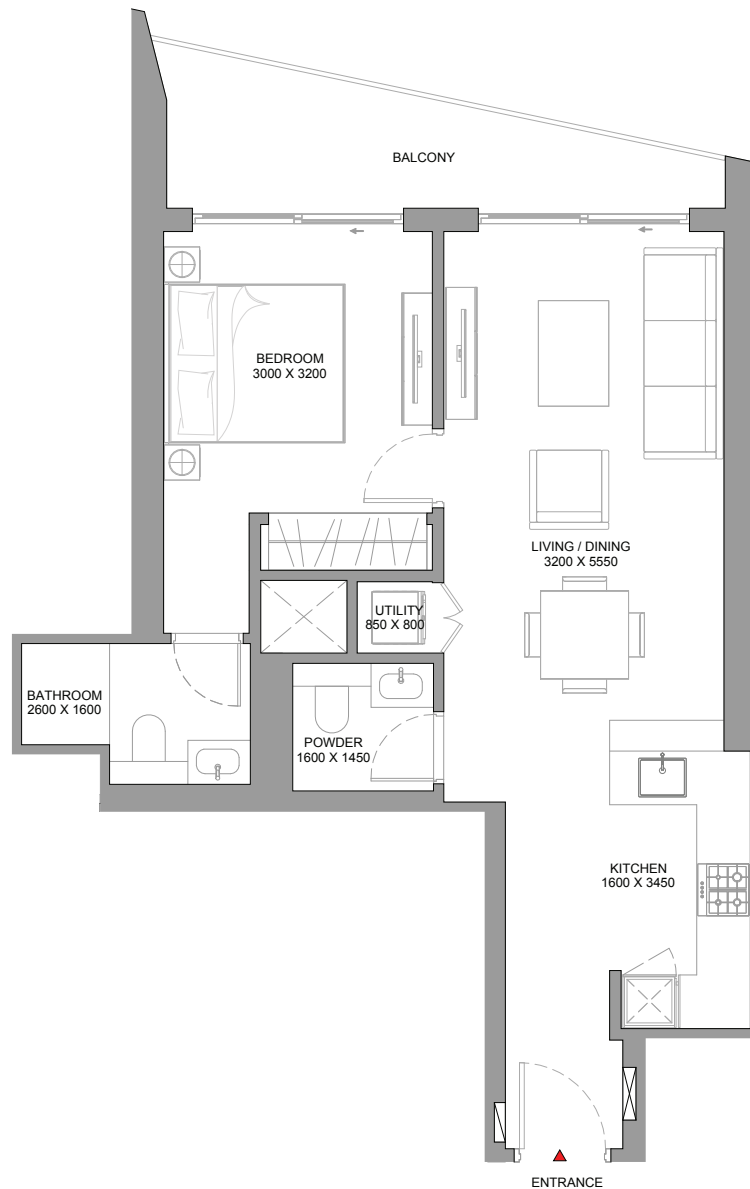 BALCONY
BEDROOM
3000 X 3200
LIVING / DINING
3200 X 5550
UTILITY
850 X 800
BATHROOM
2600 X 1600
POWDER
1600 X 1450
KITCHEN
1600 X 3450
ENTRANCE